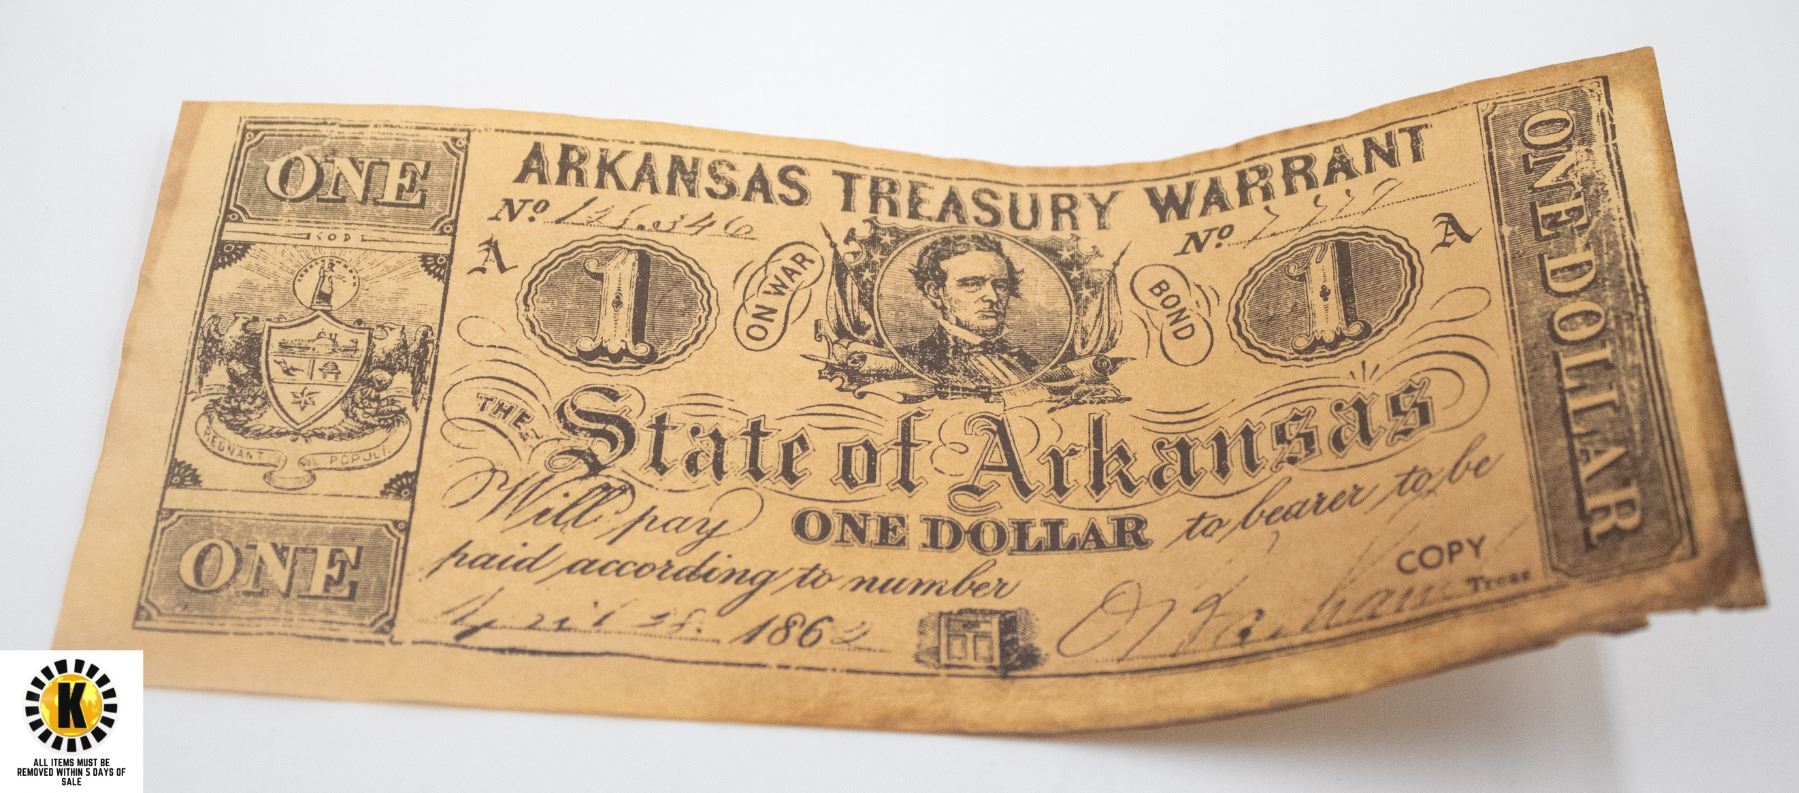 ONE
ARKANSAS TREASURY WARRANT
ONE DOLLAR
No
No
A
1
ON WAR
BOND
1
A
REGNANT POPULI
THE State of Arkansas
Will pay ONE DOLLAR to bearer to be
paid according to number
COPY
Treas
ONE
April 1862
K
ALL ITEMS MUST BE
REMOVED WITHIN 5 DAYS OF
SALE